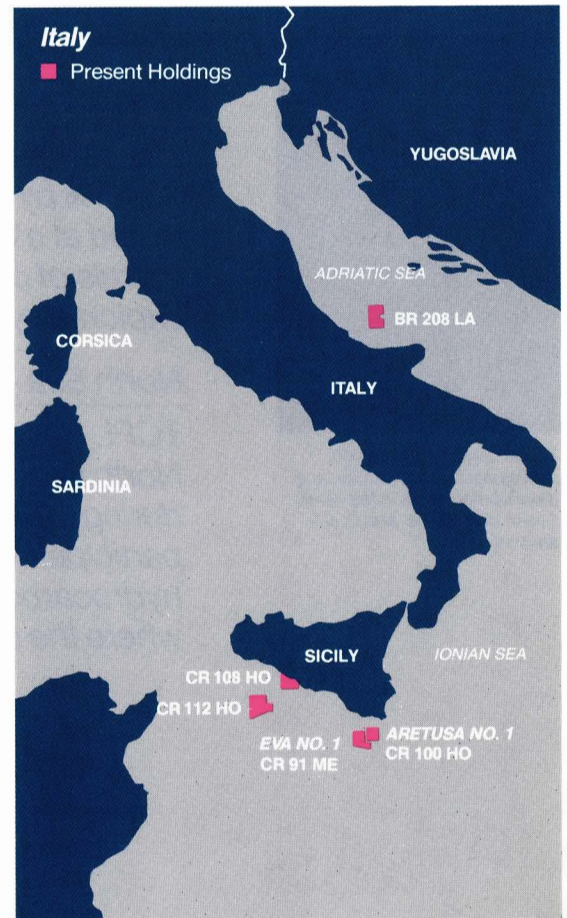 Italy
Present Holdings
YUGOSLAVIA
ADRIATIC SEA
BR 208 LA
CORSICA
ITALY
SARDINIA
SICILY
IONIAN SEA
CR 108 HO
CR 112 HO
EVA NO. 1
CR 91 ME
ARETUSA NO. 1
CR 100 HO